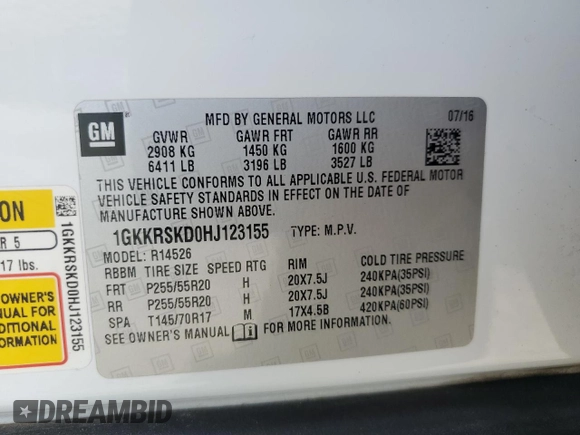 GM
MFD BY GENERAL MOTORS LLC
07/16
GVWR GAWR FRT GAWR RR
2908 KG 1450 KG 1600 KG
6411 LB 3196 LB 3527 LB
THIS VEHICLE CONFORMS TO ALL APPLICABLE U.S. FEDERAL MOTOR
VEHICLE SAFETY STANDARDS IN EFFECT ON THE DATE OF
MANUFACTURE SHOWN ABOVE.
1GKKRSKD0HJ123155 TYPE: M.P.V.
MODEL: R14526
RBBM TIRE SIZE SPEED RTG RIM COLD TIRE PRESSURE
FRT P255/55R20 H 20X7.5J 240KPA(35PSI)
RR P255/55R20 H 20X7.5J 240KPA(35PSI)
SPA T145/70R17 M 17X4.5B 420KPA(60PSI)
SEE OWNER'S MANUAL FOR MORE INFORMATION.
ION
R 5
17 lbs.
OWNER'S
MANUAL
1GKKRSKD0HJ123155
DREAMBID